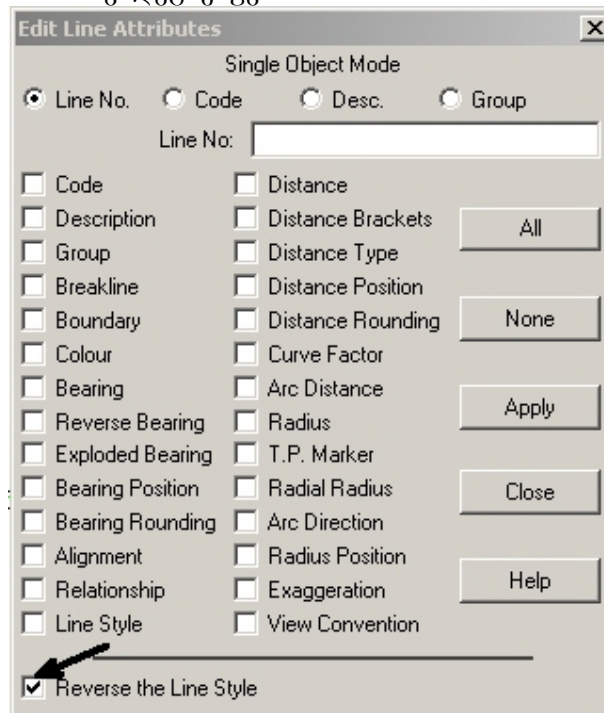 Edit Line Attributes
Single Object Mode
Line No. Code Desc. Group
Line No:
Code Distance
Description Distance Brackets
All
Group Distance Type
Breakline Distance Position
Boundary Distance Rounding
None
Colour Curve Factor
Bearing Arc Distance
Apply
Reverse Bearing Radius
Exploded Bearing T.P. Marker
Bearing Position Radial Radius
Close
Bearing Rounding Arc Direction
Alignment Radius Position
Help
Relationship Exaggeration
Line Style View Convention
Reverse the Line Style